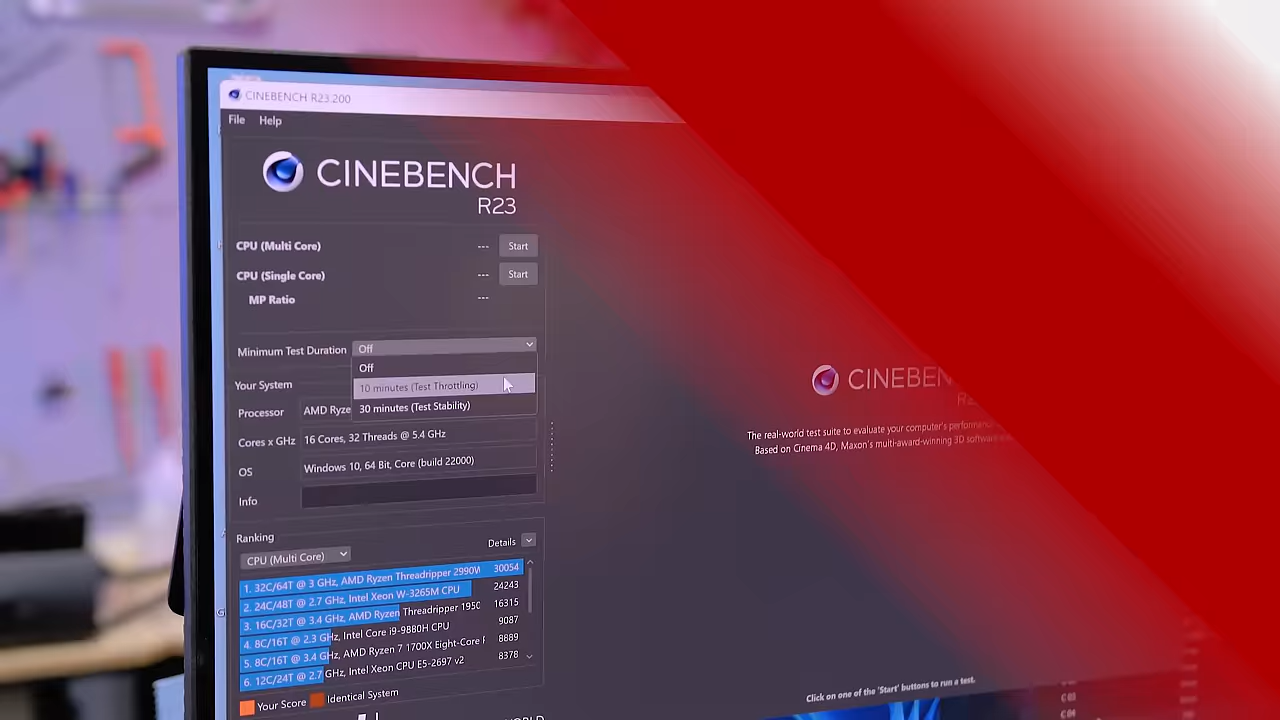 CINEBENCH R23.200
File Help
CINEBENCH
R23
CPU (Multi Core) --- Start
CPU (Single Core) --- Start
MP Ratio ---
Minimum Test Duration Off
Off
10 minutes (Test Throttling)
30 minutes (Test Stability)
Your System
Processor AMD Ryze
Cores x GHz 16 Cores, 32 Threads @ 5.4 GHz
OS Windows 10, 64 Bit, Core (build 22000)
Info
Ranking
Details
CPU (Multi Core)
1. 32C/64T @ 3 GHz, AMD Ryzen Threadripper 2990W 30054
2. 24C/48T @ 2.7 GHz, Intel Xeon W-3265M CPU 24243
3. 16C/32T @ 3.4 GHz, AMD Ryzen Threadripper 195 16315
4. 8C/16T @ 2.3 GHz, Intel Core i9-9880H CPU 9087
5. 8C/16T @ 3.4 GHz, AMD Ryzen 7 1700X Eight-Core 8889
6. 12C/24T @ 2.7 GHz, Intel Xeon CPU E5-2697 v2 8378
Your Score Identical System
CINEBEN
The real-world test suite to evaluate your computer's performan
Based on Cinema 4D, Maxon's multi-award-winning 3D software
Click on one of the 'Start' buttons to run a test.
C 03
C 04